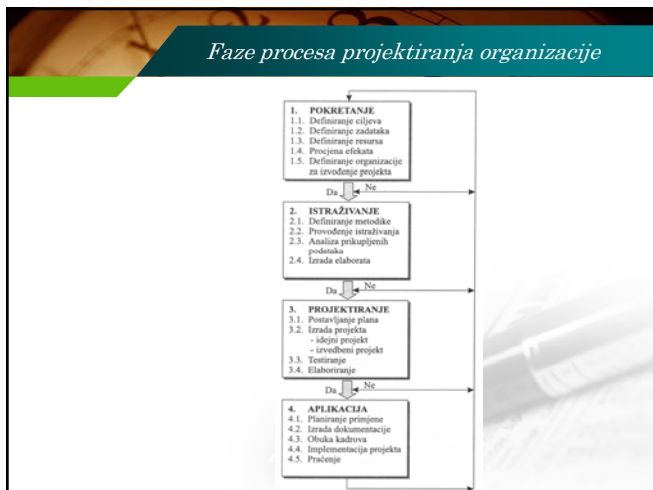 Faze procesa projektiranja organizacije
1. POKRETANJE
1.1. Definiranje ciljeva
1.2. Definiranje zadataka
1.3. Definiranje resursa
1.4. Procjena efekata
1.5. Definiranje organizacije
za izvođenje projekta
Da Ne
2. ISTRAŽIVANJE
2.1. Definiranje metodike
2.2. Provođenje istraživanja
2.3. Analiza prikupljenih
podataka
2.4. Izrada elaborata
Da Ne
3. PROJEKTIRANJE
3.1. Postavljanje plana
3.2. Izrada projekta
- idejni projekt
- izvedbeni projekt
3.3. Testiranje
3.4. Elaboriranje
Da Ne
4. APLIKACIJA
4.1. Planiranje primjene
4.2. Izrada dokumentacije
4.3. Obuka kadrova
4.4. Implementacija projekta
4.5. Praćenje